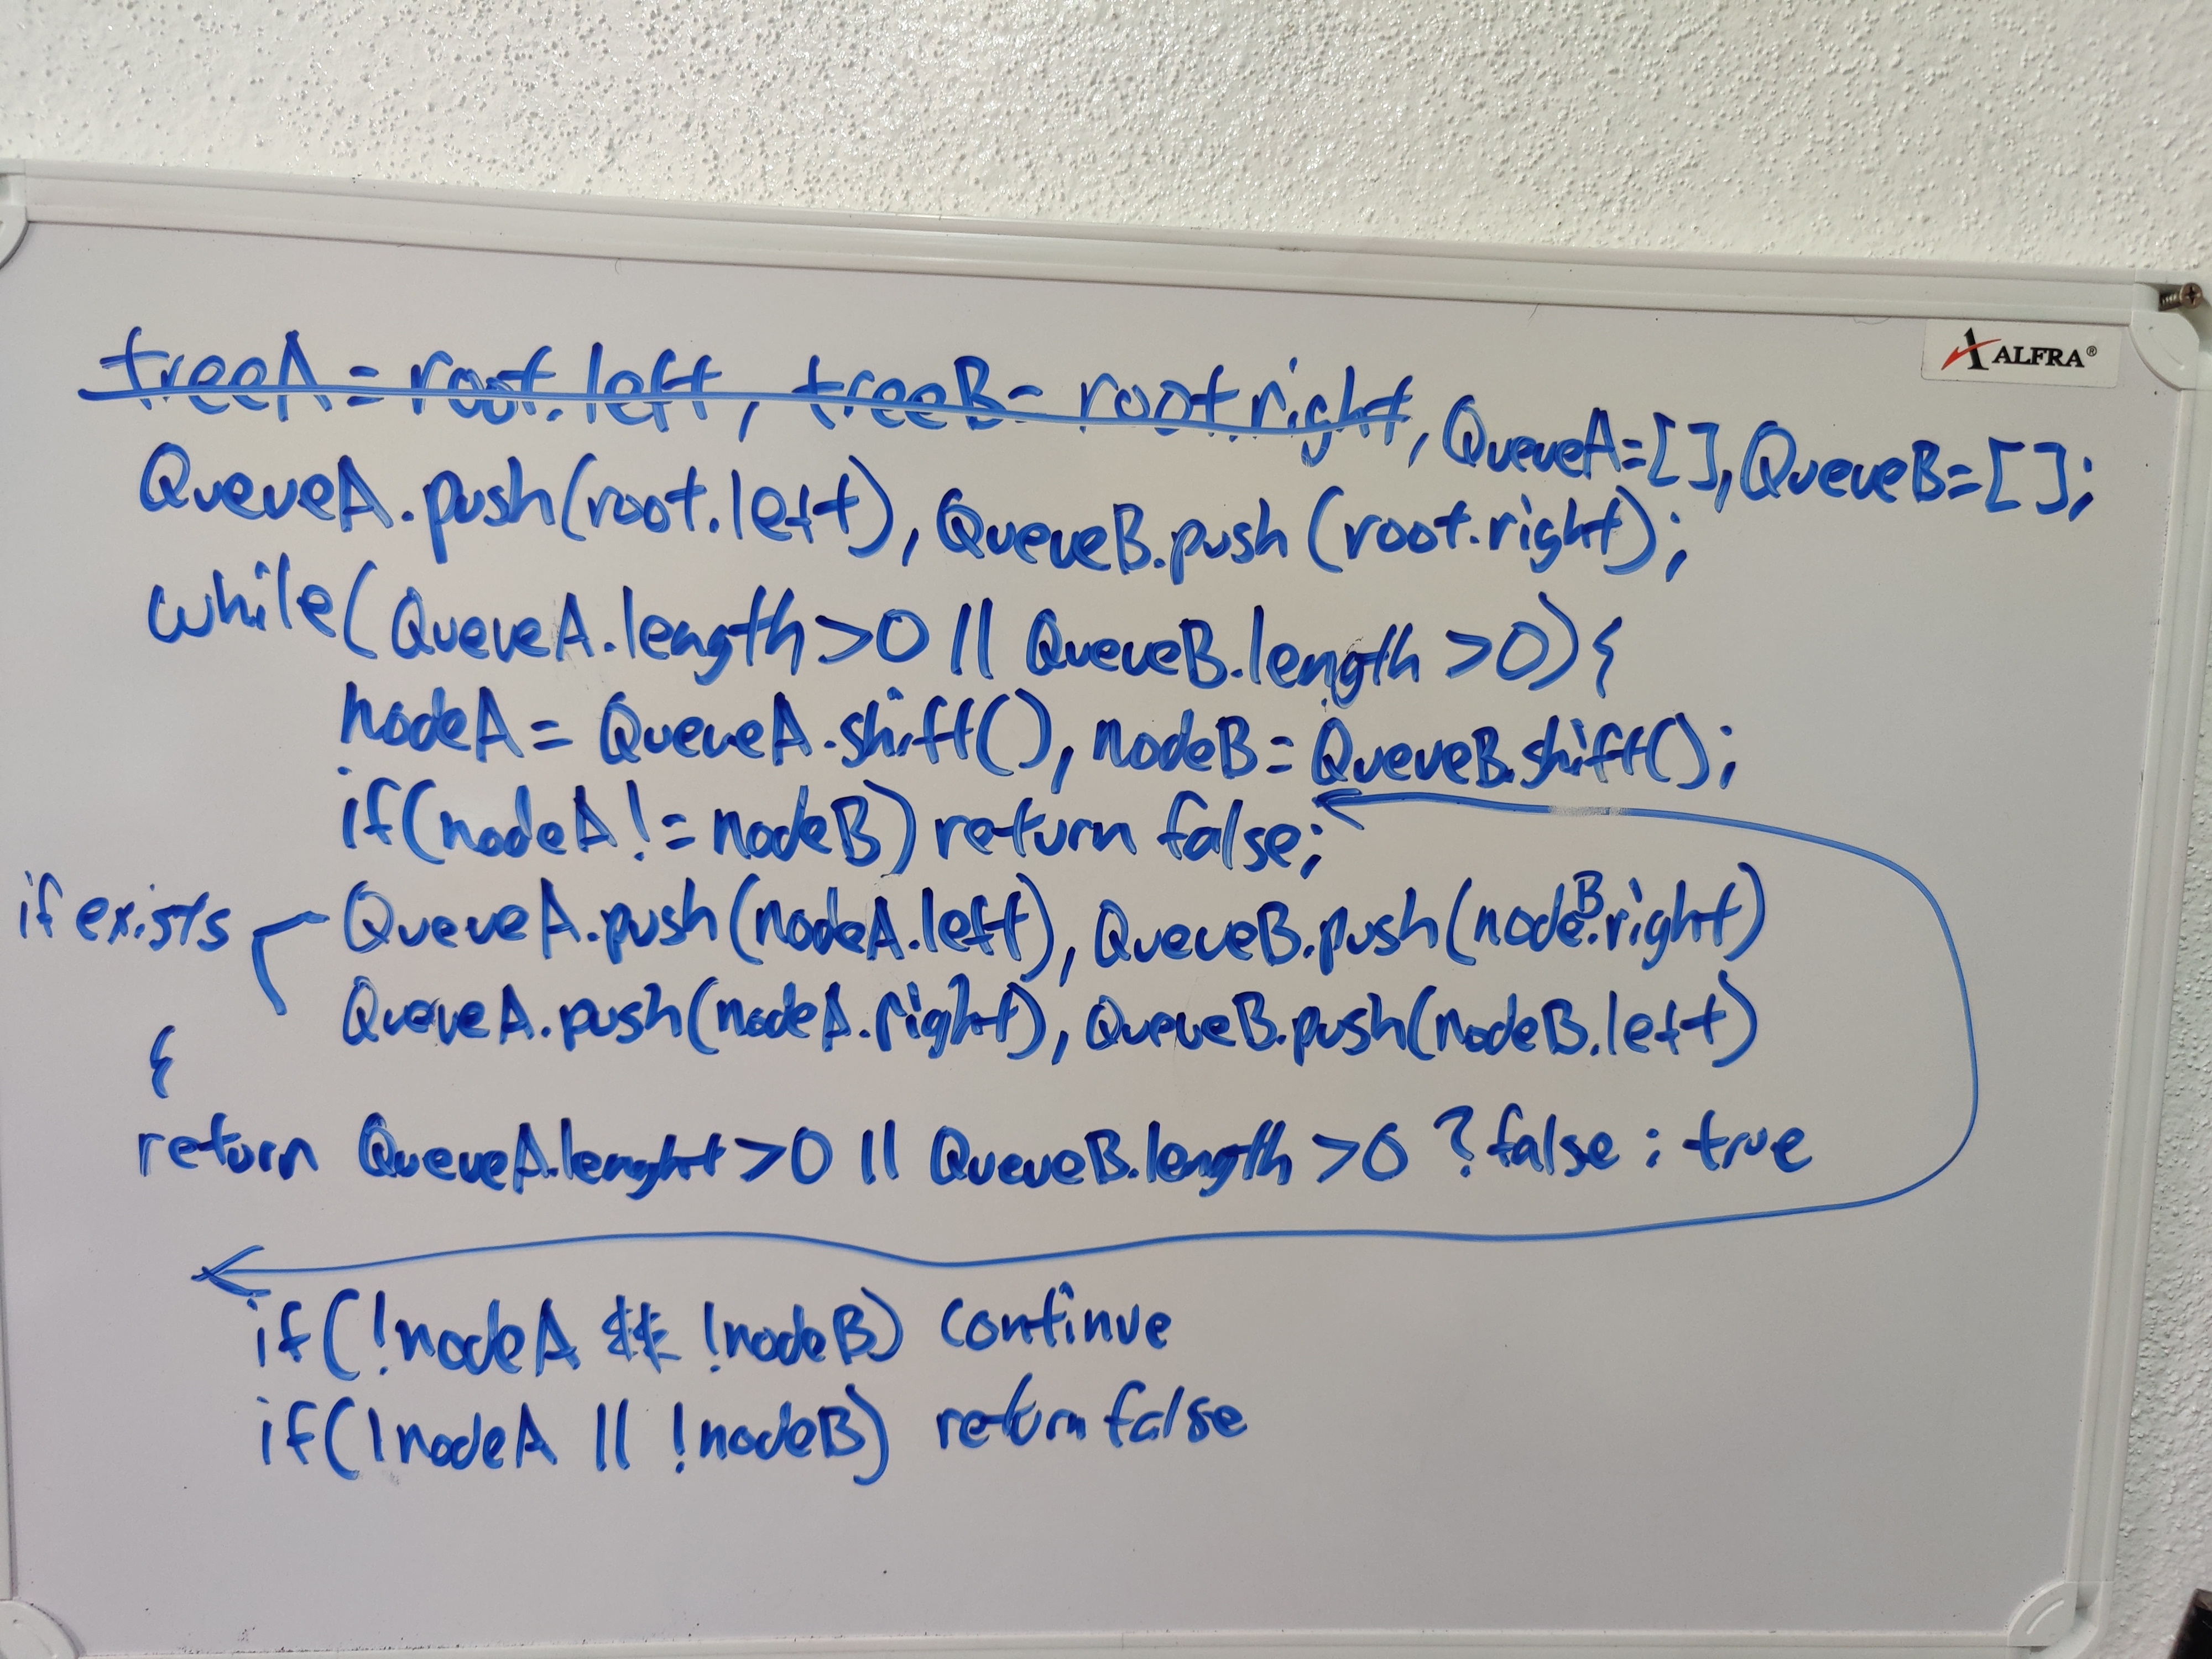 ALFRA®
treeA = root.left, treeB= root.right, QueueA=[], QueueB=[];
QueueA.push(root.left), QueueB.push(root.right);
while(QueueA.length>0 || QueueB.length>0){
nodeA = QueueA.shift(), nodeB= QueueB.shift();
if(nodeA != nodeB) return false;
if exists QueueA.push(nodeA.left), QueueB.push(nodeB.right)
QueueA.push(nodeA.right), QueueB.push(nodeB.left)
{
return QueueA.lenght>0 || QueueB.length>0 ? false : true
if(!nodeA && !nodeB) continue
if(!nodeA || !nodeB) return false